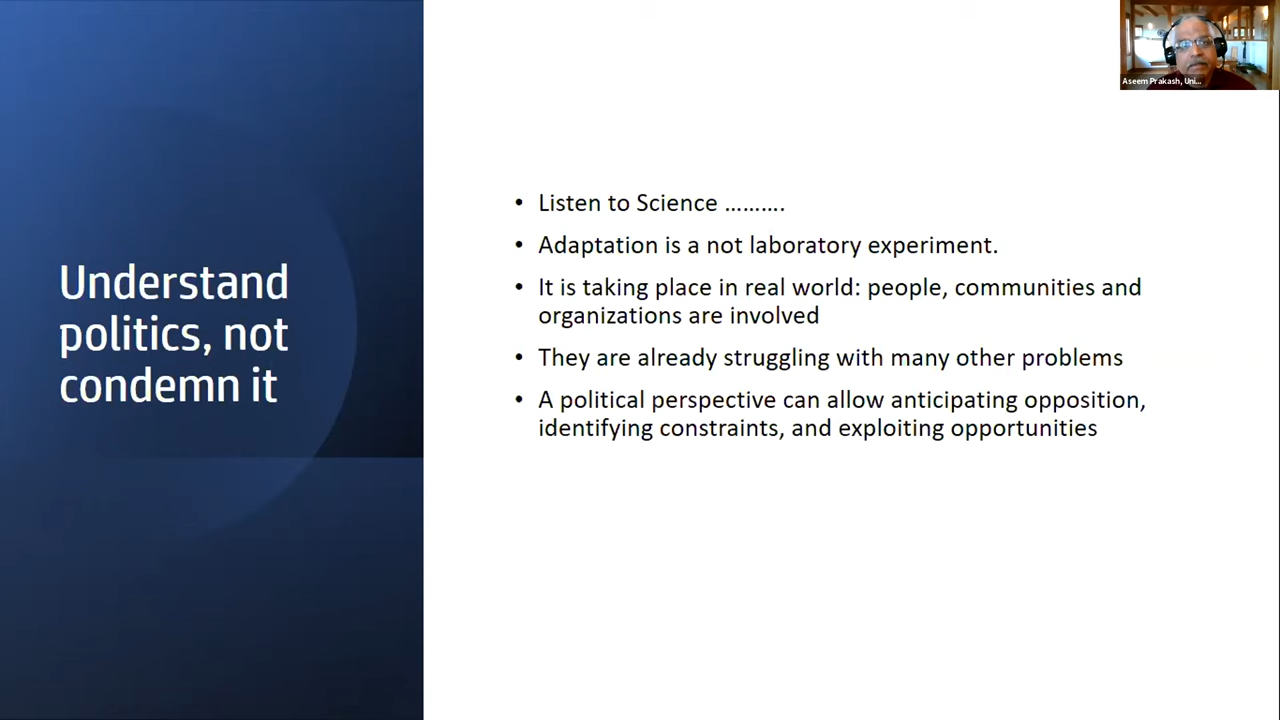 Understand
politics, not
condemn it
• Listen to Science ..........
• Adaptation is a not laboratory experiment.
• It is taking place in real world: people, communities and
organizations are involved
• They are already struggling with many other problems
• A political perspective can allow anticipating opposition,
identifying constraints, and exploiting opportunities
Aseem Prakash, Uni...